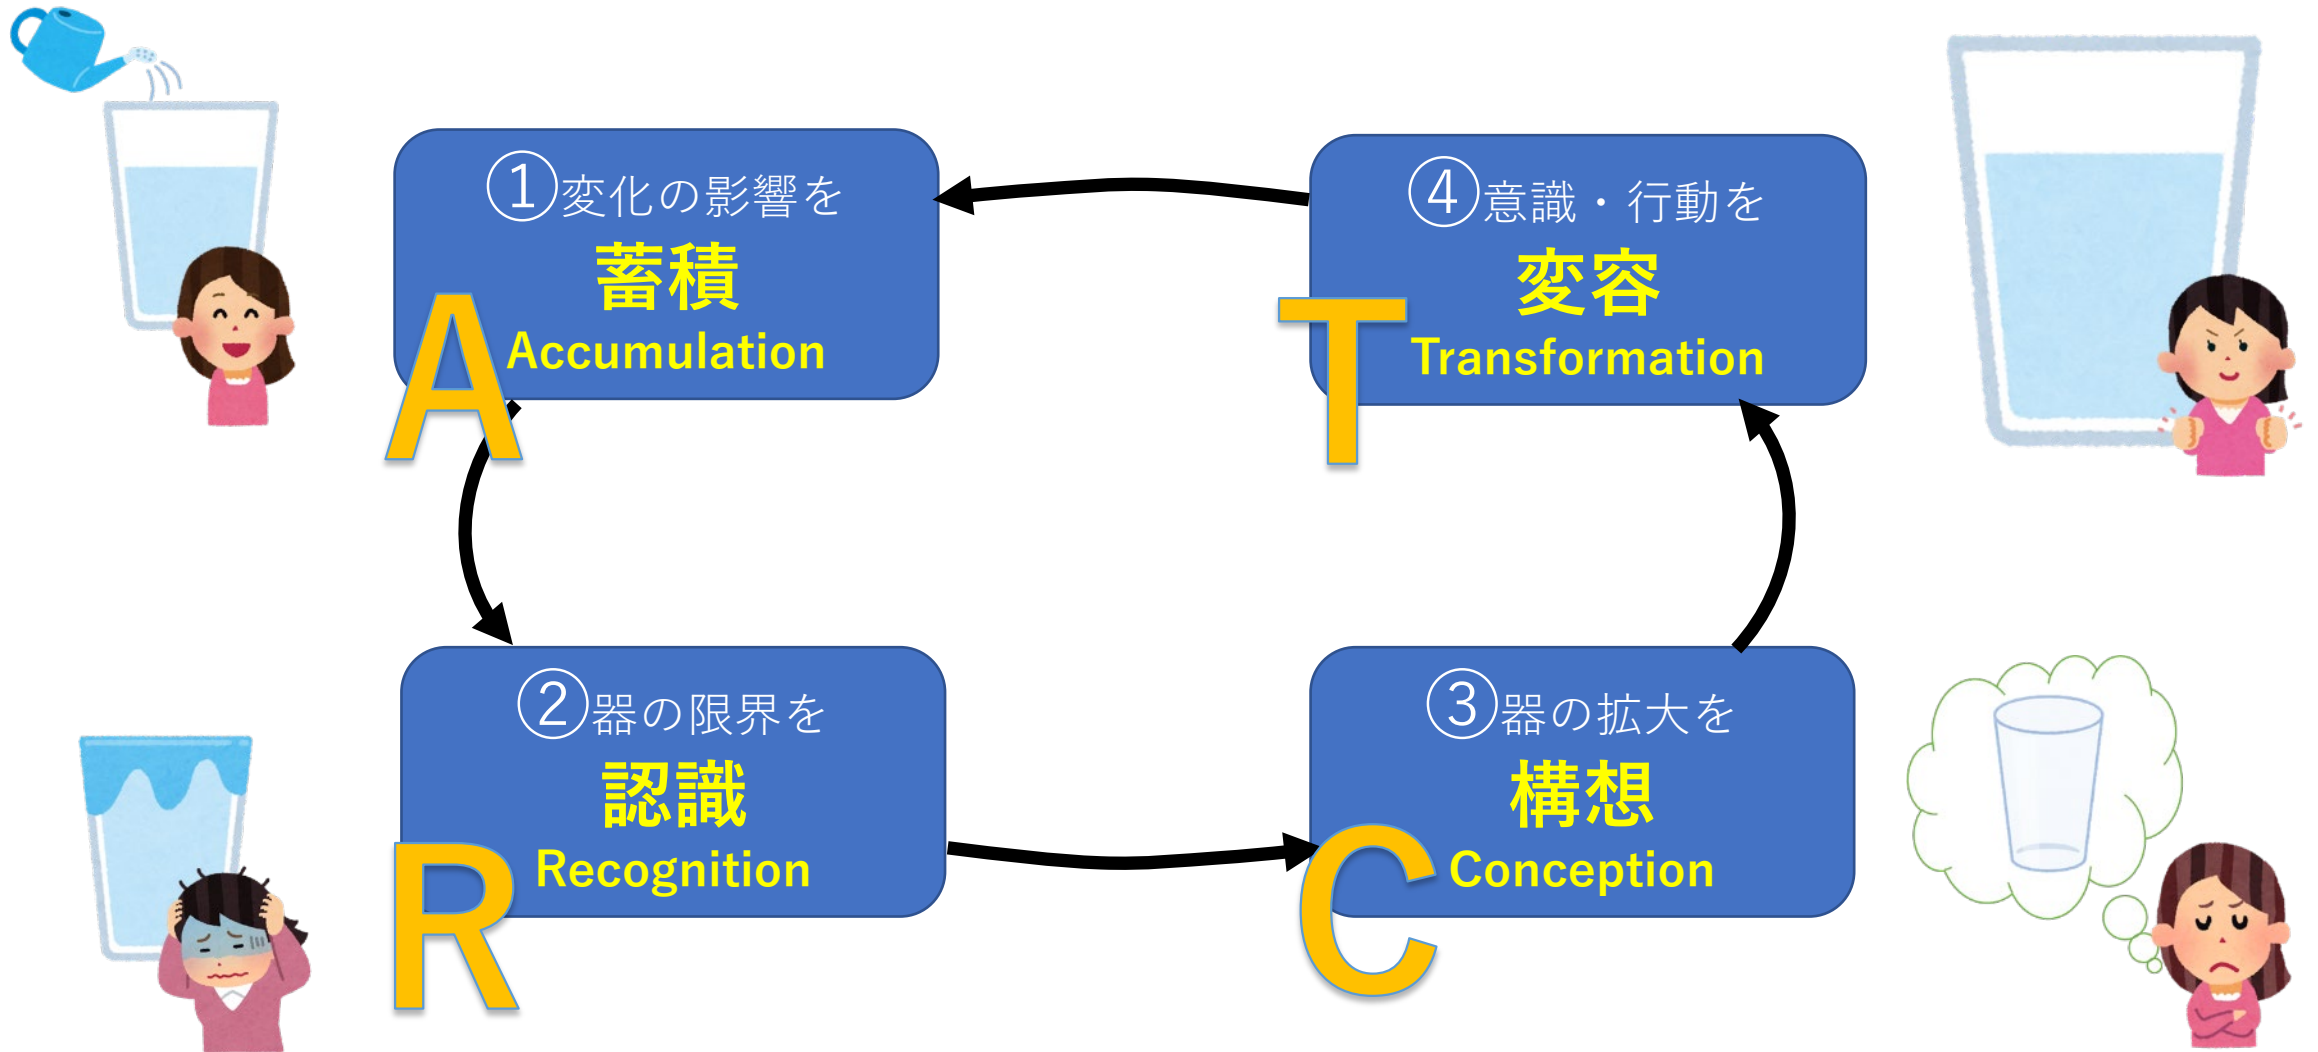 ①変化の影響を
蓄積
Accumulation
A
②器の限界を
認識
Recognition
R
③器の拡大を
構想
Conception
C
④意識・行動を
変容
Transformation
T